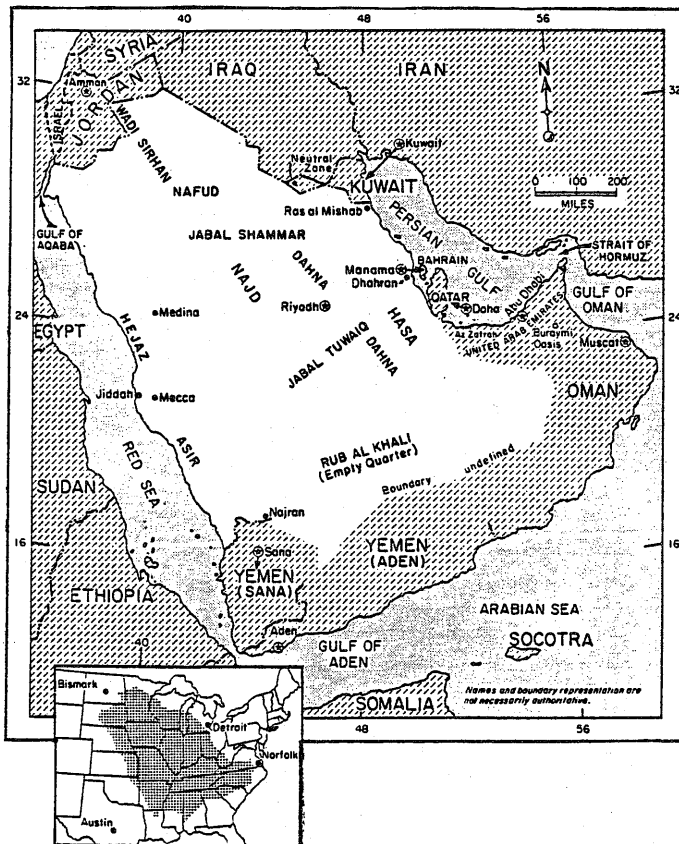 40
48
56
SYRIA
IRAQ
IRAN
N
32
32
Amman
ISRAEL
JORDAN
WADI SIRHAN
Neutral
Zone
Kuwait
KUWAIT
NAFUD
0 100 200
MILES
Ras al Mishab
PERSIAN
GULF
GULF OF
AQABA
JABAL SHAMMAR
STRAIT OF
HORMUZ
NAJD
DAHNA
Manama
BAHRAIN
Dhahran
QATAR
Doha
Abu Dhabi
GULF OF
OMAN
Riyadh
HASA
24
24
Medina
EGYPT
HEJAZ
JABAL TUWAIQ
DAHNA
UNITED ARAB EMIRATES
Buraymi
Oasis
Muscat
OMAN
Jiddah
Mecca
RED SEA
ASIR
RUB AL KHALI
(Empty Quarter)
Boundary undefined
SUDAN
Najran
16
16
Sana
YEMEN
(SANA)
YEMEN
(ADEN)
ETHIOPIA
ARABIAN SEA
Aden
GULF OF
ADEN
SOCOTRA
40
SOMALIA
Names and boundary representation are
not necessarily authoritative.
48
56
Bismark
Detroit
Norfolk
Austin